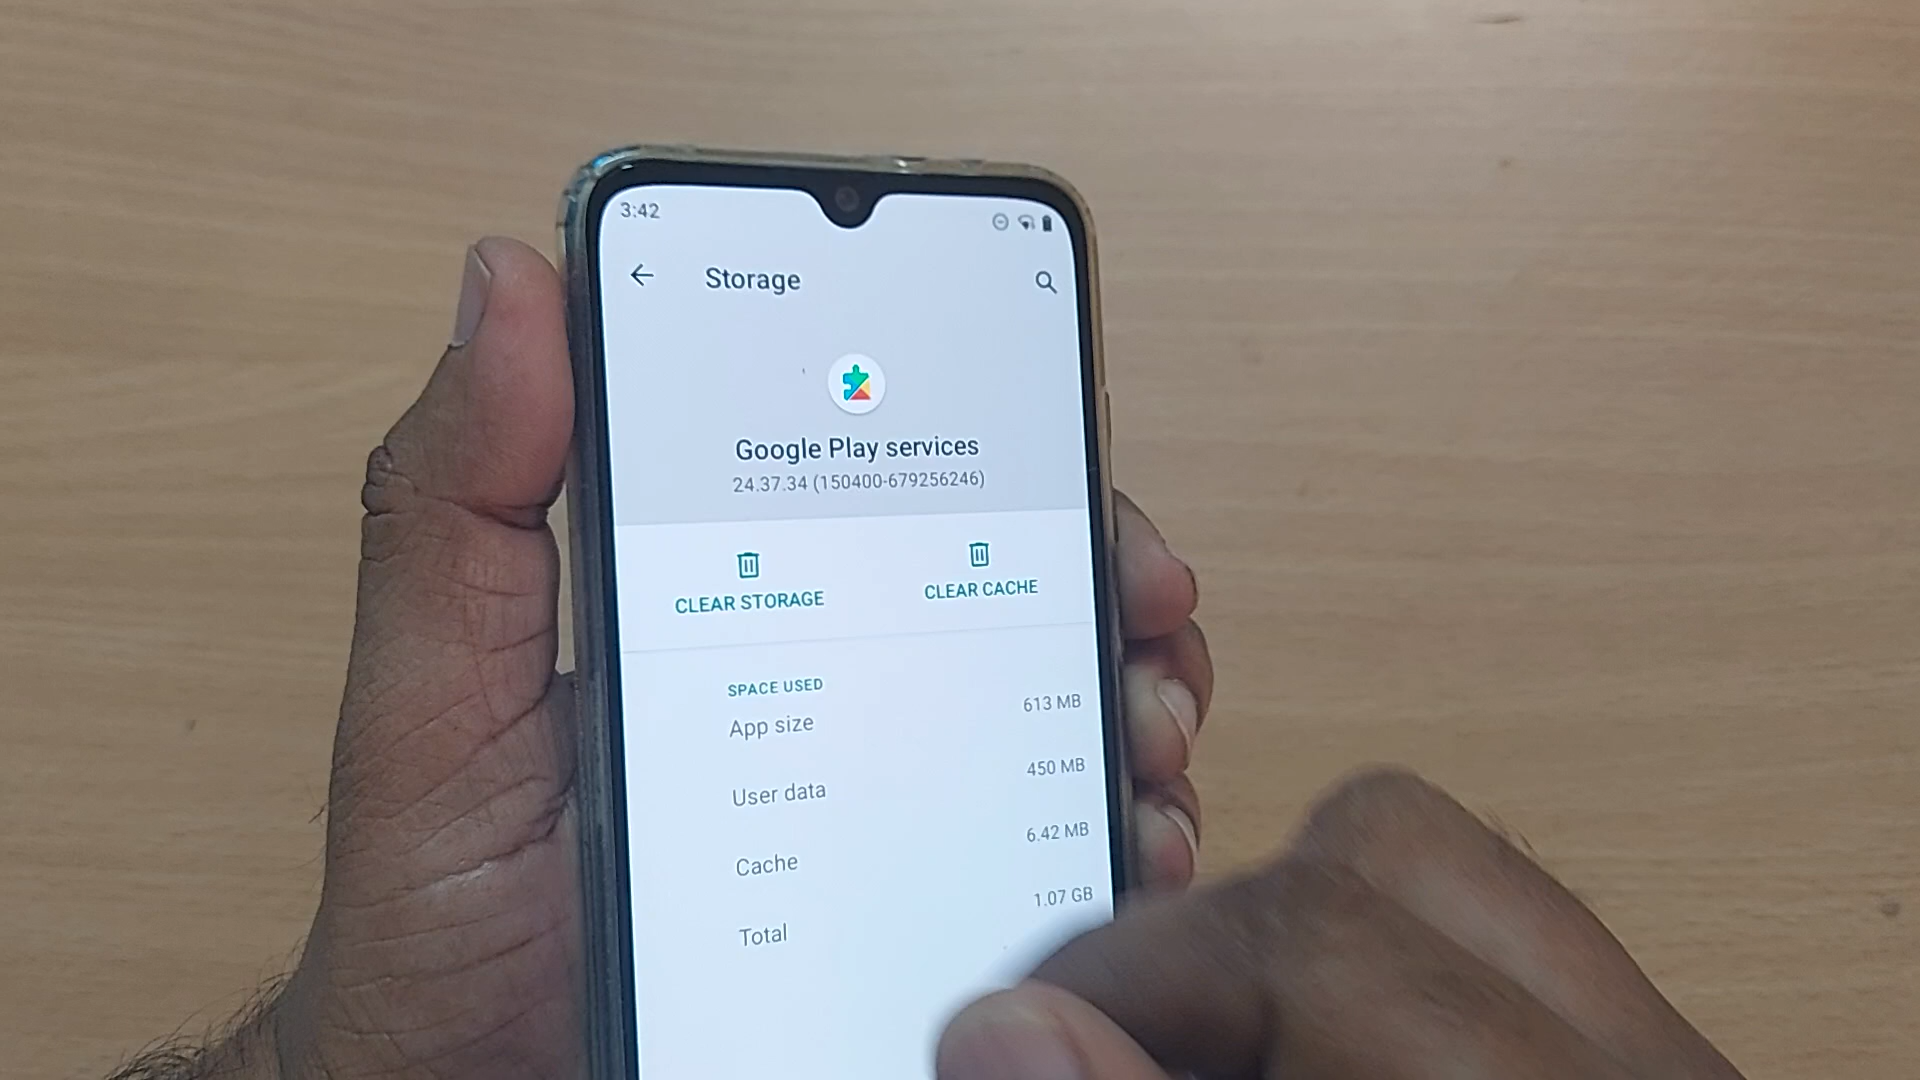 3:42
Storage
Google Play services
24.37.34 (150400-679256246)
CLEAR STORAGE
CLEAR CACHE
SPACE USED
App size 613 MB
User data 450 MB
Cache 6.42 MB
Total 1.07 GB